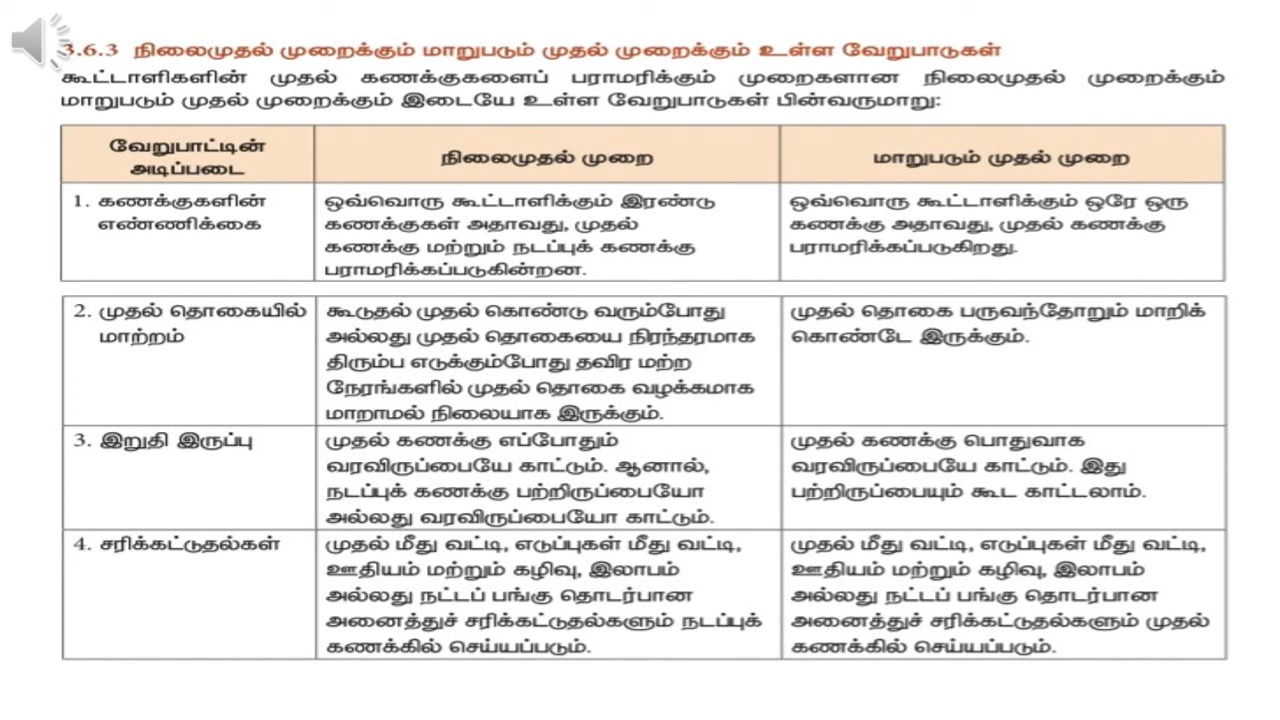 3.6.3 நிலைமுதல் முறைக்கும் மாறுபடும் முதல் முறைக்கும் உள்ள வேறுபாடுகள்
கூட்டாளிகளின் முதல் கணக்குகளைப் பராமரிக்கும் முறைகளான நிலைமுதல் முறைக்கும்
மாறுபடும் முதல் முறைக்கும் இடையே உள்ள வேறுபாடுகள் பின்வருமாறு:
வேறுபாட்டின்
அடிப்படை
நிலைமுதல் முறை
மாறுபடும் முதல் முறை
1. கணக்குகளின்
எண்ணிக்கை
ஒவ்வொரு கூட்டாளிக்கும் இரண்டு
கணக்குகள் அதாவது, முதல்
கணக்கு மற்றும் நடப்புக் கணக்கு
பராமரிக்கப்படுகின்றன.
ஒவ்வொரு கூட்டாளிக்கும் ஒரே ஒரு
கணக்கு அதாவது, முதல் கணக்கு
பராமரிக்கப்படுகிறது.
2. முதல் தொகையில்
மாற்றம்
கூடுதல் முதல் கொண்டு வரும்போது
அல்லது முதல் தொகையை நிரந்தரமாக
திரும்ப எடுக்கும்போது தவிர மற்ற
நேரங்களில் முதல் தொகை வழக்கமாக
மாறாமல் நிலையாக இருக்கும்.
முதல் தொகை பருவந்தோறும் மாறிக்
கொண்டே இருக்கும்.
3. இறுதி இருப்பு
முதல் கணக்கு எப்போதும்
வரவிருப்பையே காட்டும். ஆனால்,
நடப்புக் கணக்கு பற்றிருப்பையோ
அல்லது வரவிருப்பையோ காட்டும்.
முதல் கணக்கு பொதுவாக
வரவிருப்பையே காட்டும். இது
பற்றிருப்பையும் கூட காட்டலாம்.
4. சரிக்கட்டுதல்கள்
முதல் மீது வட்டி, எடுப்புகள் மீது வட்டி,
ஊதியம் மற்றும் கழிவு, இலாபம்
அல்லது நட்டப் பங்கு தொடர்பான
அனைத்துச் சரிக்கட்டுதல்களும் நடப்புக்
கணக்கில் செய்யப்படும்.
முதல் மீது வட்டி, எடுப்புகள் மீது வட்டி,
ஊதியம் மற்றும் கழிவு, இலாபம்
அல்லது நட்டப் பங்கு தொடர்பான
அனைத்துச் சரிக்கட்டுதல்களும் முதல்
கணக்கில் செய்யப்படும்.